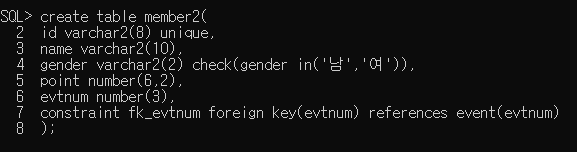 SQL> create table member2(
  2  id varchar2(8) unique,
  3  name varchar2(10),
  4  gender varchar2(2) check(gender in('남','여')),
  5  point number(6,2),
  6  evtnum number(3),
  7  constraint fk_evtnum foreign key(evtnum) references event(evtnum)
  8  );